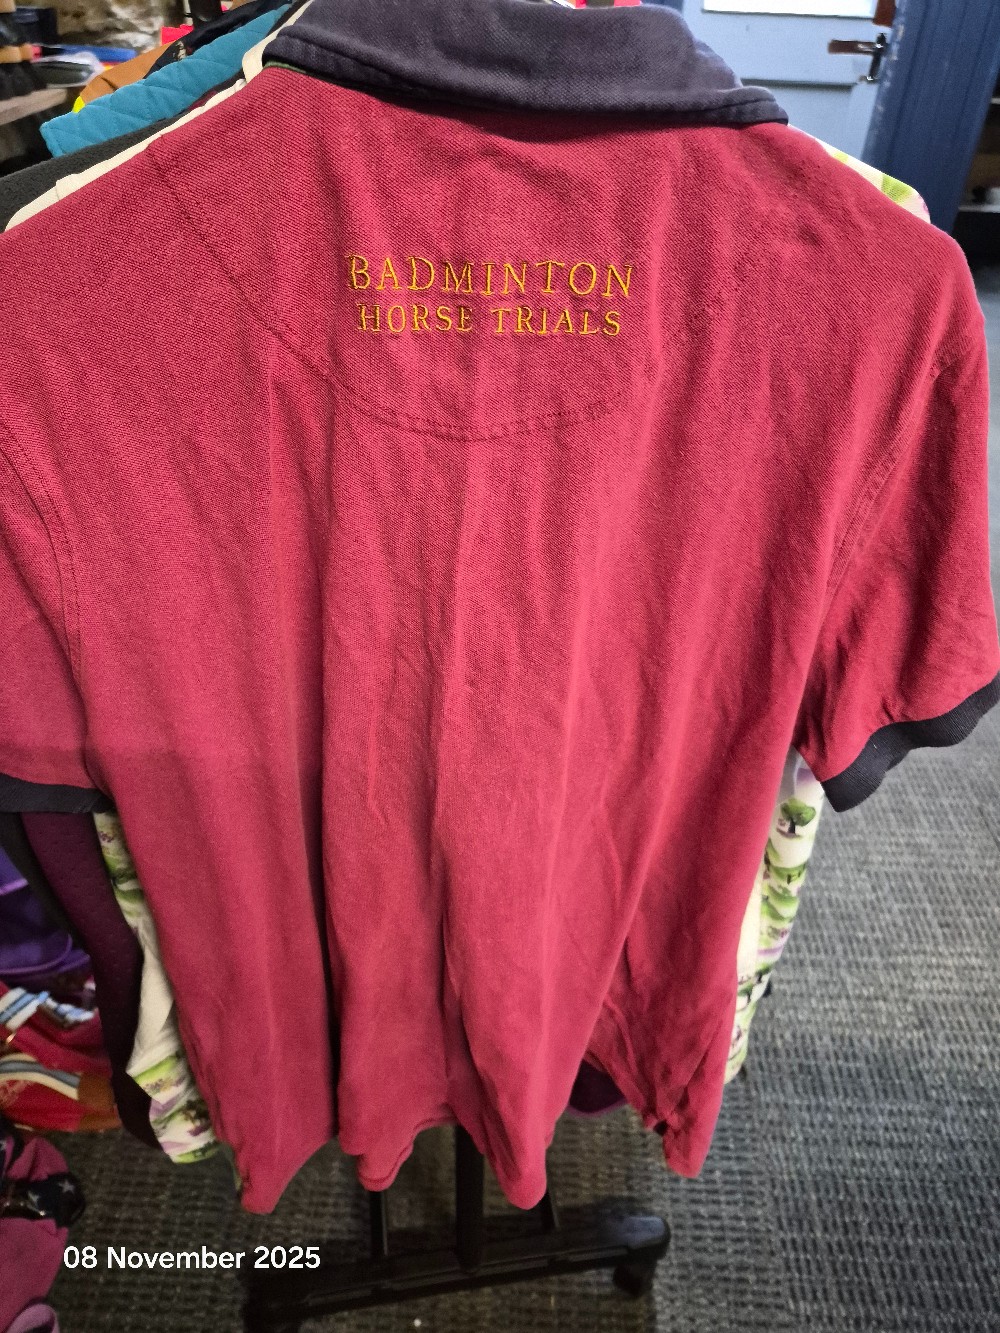 BADMINTON
HORSE TRIALS
08 November 2025